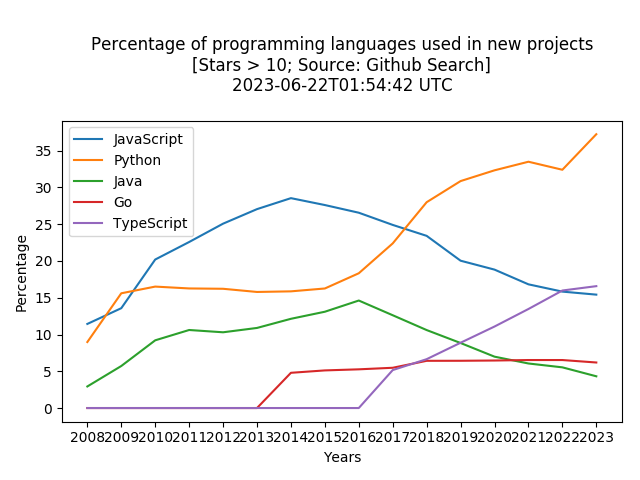 Percentage of programming languages used in new projects
[Stars > 10; Source: Github Search]
2023-06-22T01:54:42 UTC
JavaScript
Python
Java
Go
TypeScript
Percentage
35
30
25
20
15
10
5
0
2008 2009 2010 2011 2012 2013 2014 2015 2016 2017 2018 2019 2020 2021 2022 2023
Years